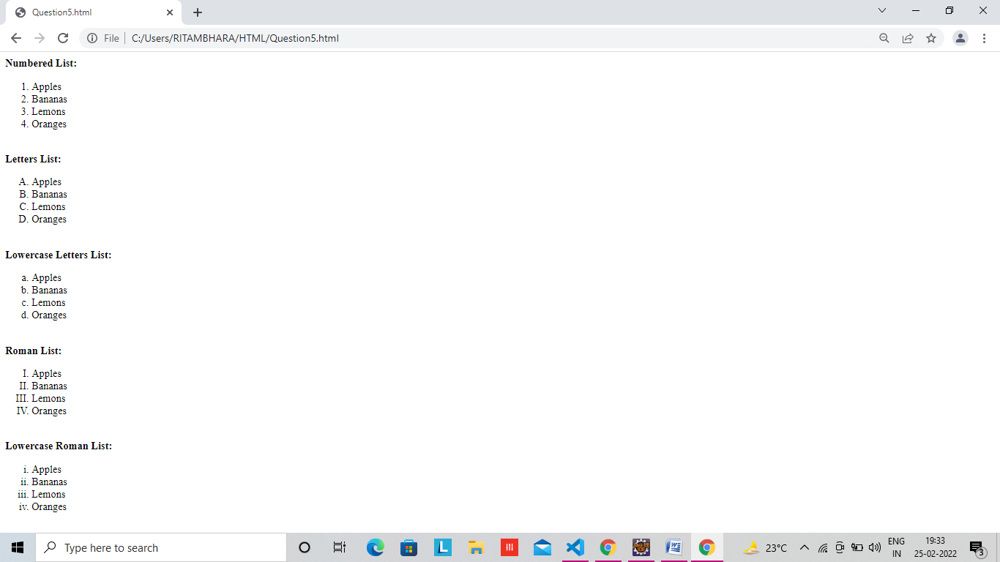 Question5.html
File C:/Users/RITAMBHARA/HTML/Question5.html
Numbered List:
1. Apples
2. Bananas
3. Lemons
4. Oranges
Letters List:
A. Apples
B. Bananas
C. Lemons
D. Oranges
Lowercase Letters List:
a. Apples
b. Bananas
c. Lemons
d. Oranges
Roman List:
I. Apples
II. Bananas
III. Lemons
IV. Oranges
Lowercase Roman List:
i. Apples
ii. Bananas
iii. Lemons
iv. Oranges
Type here to search
L
W
23°C
ENG
IN
19:33
25-02-2022
3